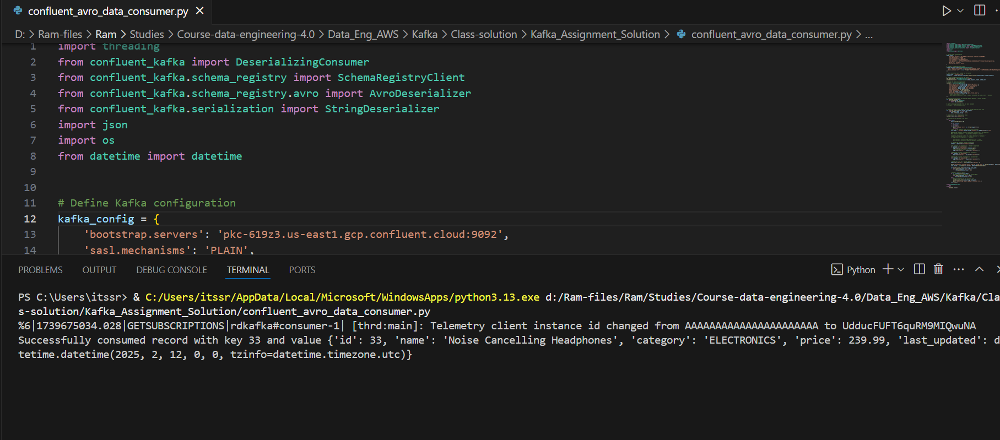 confluent_avro_data_consumer.py
D: > Ram-files > Ram > Studies > Course-data-engineering-4.0 > Data_Eng_AWS > Kafka > Class-solution > Kafka_Assignment_Solution > confluent_avro_data_consumer.py > ...
1 import threading
2 from confluent_kafka import DeserializingConsumer
3 from confluent_kafka.schema_registry import SchemaRegistryClient
4 from confluent_kafka.schema_registry.avro import AvroDeserializer
5 from confluent_kafka.serialization import StringDeserializer
6 import json
7 import os
8 from datetime import datetime
9
10
11 # Define Kafka configuration
12 kafka_config = {
13 'bootstrap.servers': 'pkc-619z3.us-east1.gcp.confluent.cloud:9092',
14 'sasl.mechanisms': 'PLAIN',
PROBLEMS OUTPUT DEBUG CONSOLE TERMINAL PORTS Python
PS C:\Users\itssr> & C:/Users/itssr/AppData/Local/Microsoft/WindowsApps/python3.13.exe d:/Ram-files/Ram/Studies/Course-data-engineering-4.0/Data_Eng_AWS/Kafka/Cla
s-solution/Kafka_Assignment_Solution/confluent_avro_data_consumer.py
%6|1739675034.028|GETSUBSCRIPTIONS|rdkafka#consumer-1| [thrd:main]: Telemetry client instance id changed from AAAAAAAAAAAAAAAAAAAAAA to UdducFUFT6quRM9MIQwuNA
Successfully consumed record with key 33 and value {'id': 33, 'name': 'Noise Cancelling Headphones', 'category': 'ELECTRONICS', 'price': 239.99, 'last_updated': d
tetime.datetime(2025, 2, 12, 0, 0, tzinfo=datetime.timezone.utc)}